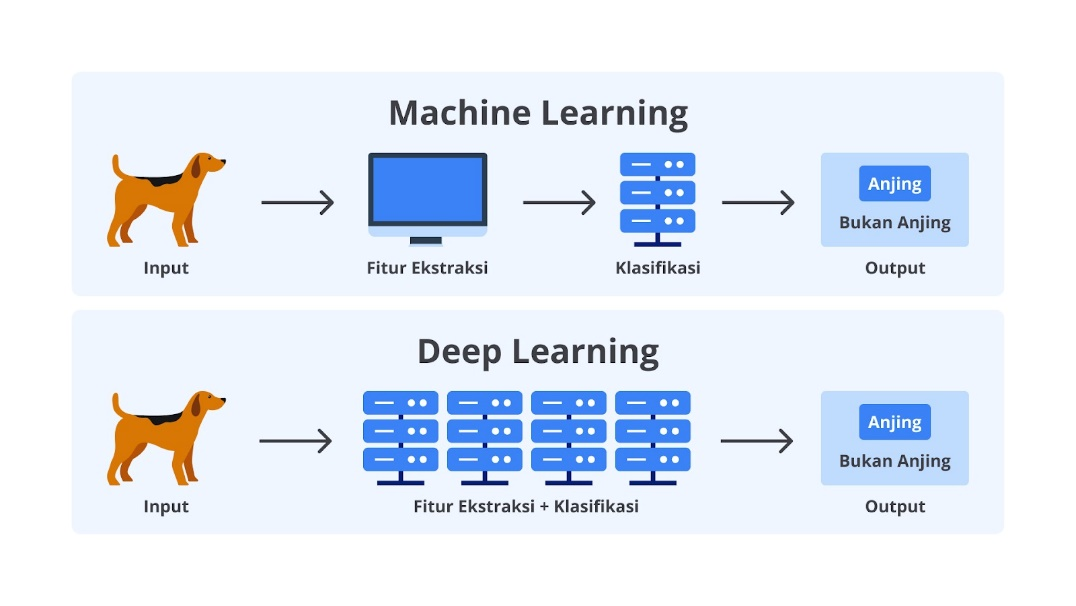 Machine Learning
Anjing
Bukan Anjing
Input
Fitur Ekstraksi
Klasifikasi
Output
Deep Learning
Anjing
Bukan Anjing
Input
Fitur Ekstraksi + Klasifikasi
Output